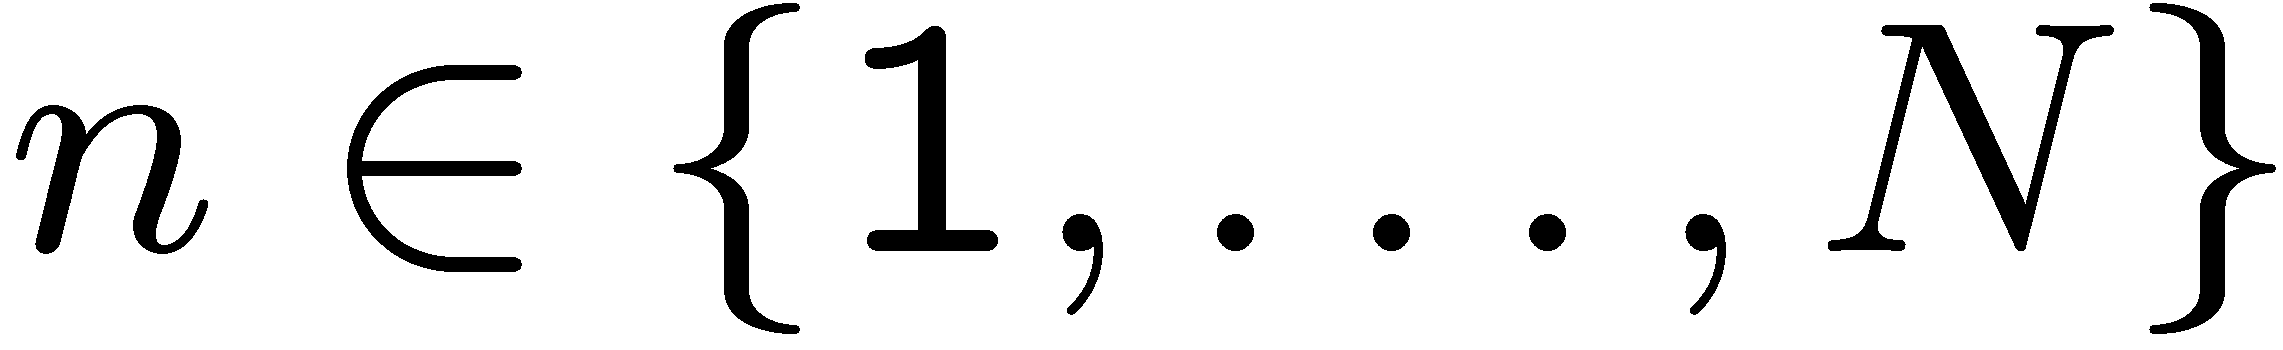 n ∈ {1, . . . , N}